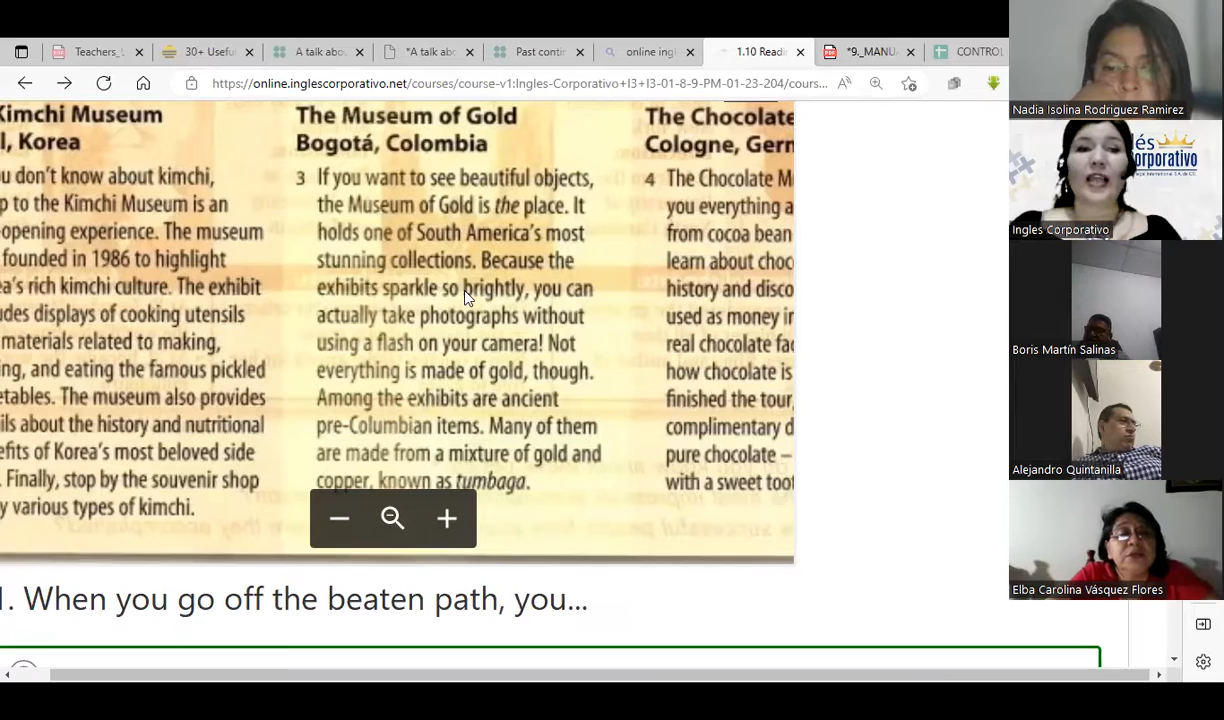 Teachers_
30+ Usefu
A talk abo
*A talk ab
Past contin
online ingl
1.10 Readi
*9._MANU
CONTROL
https://online.inglescorporativo.net/courses/course-v1:Ingles-Corporativo+I3+I3-01-8-9-PM-01-23-204/cours...
Kimchi Museum
l, Korea
u don't know about kimchi,
p to the Kimchi Museum is an
-opening experience. The museum
founded in 1986 to highlight
ea's rich kimchi culture. The exhibit
udes displays of cooking utensils
materials related to making,
ing, and eating the famous pickled
etables. The museum also provides
ils about the history and nutritional
efits of Korea's most beloved side
. Finally, stop by the souvenir shop
y various types of kimchi.
The Museum of Gold
Bogotá, Colombia
3 If you want to see beautiful objects,
the Museum of Gold is the place. It
holds one of South America's most
stunning collections. Because the
exhibits sparkle so brightly, you can
actually take photographs without
using a flash on your camera! Not
everything is made of gold, though.
Among the exhibits are ancient
pre-Columbian items. Many of them
are made from a mixture of gold and
copper, known as tumbaga.
The Chocolate
Cologne, Germ
4 The Chocolate M
you everything a
from cocoa bean
learn about choc
history and disco
used as money in
real chocolate fac
how chocolate is
finished the tour,
complimentary d
pure chocolate –
with a sweet toot
1. When you go off the beaten path, you...
Nadia Isolina Rodriguez Ramirez
lés
orporativo
Ingles Corporativo
Boris Martín Salinas
Alejandro Quintanilla
Elba Carolina Vásquez Flores